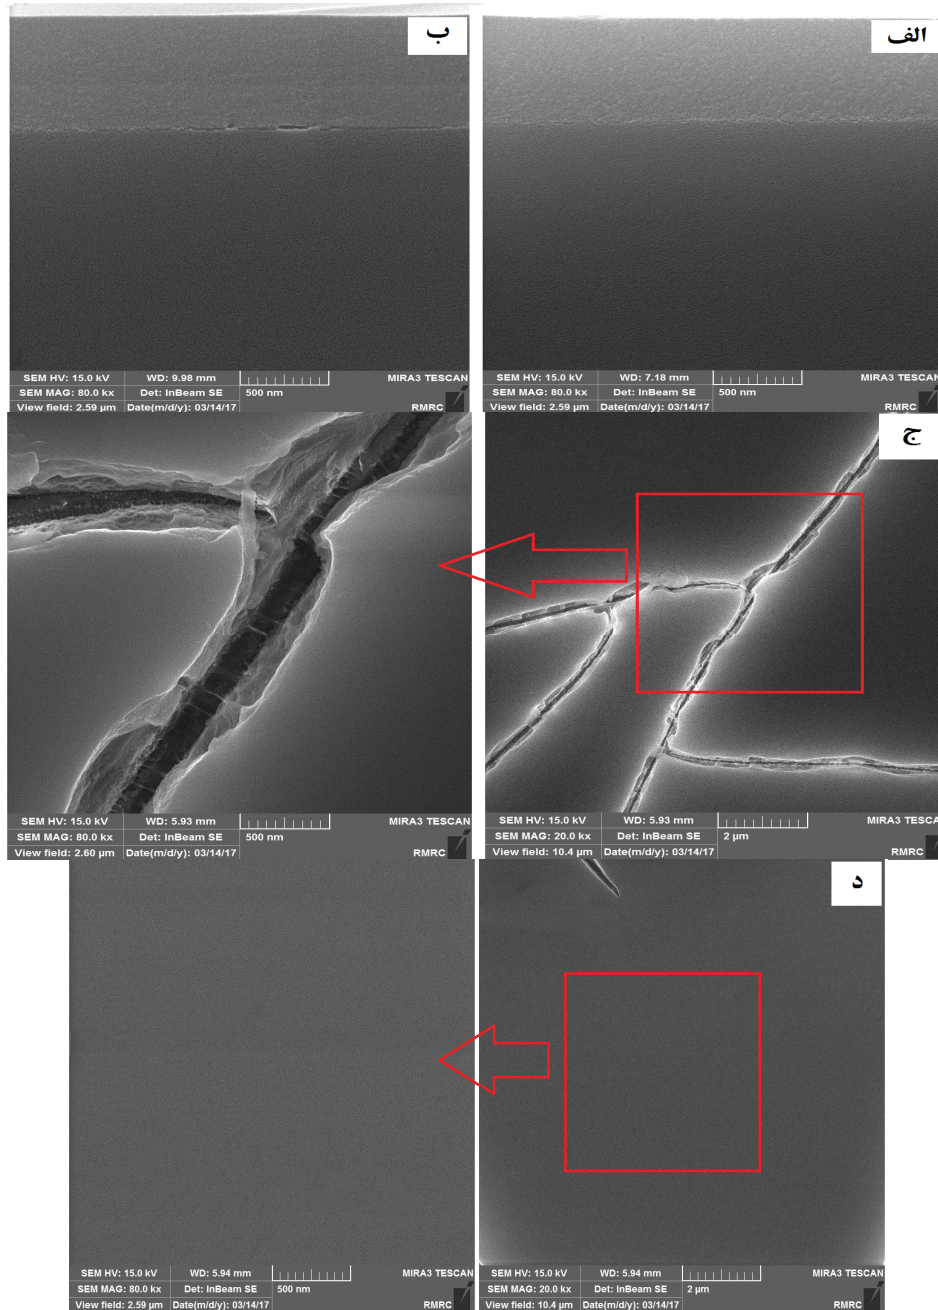 الف
SEM HV: 15.0 kV WD: 7.18 mm MIRA3 TESCAN
SEM MAG: 80.0 kx Det: InBeam SE 500 nm
View field: 2.59 µm Date(m/d/y): 03/14/17 RMRC
ب
SEM HV: 15.0 kV WD: 9.98 mm MIRA3 TESCAN
SEM MAG: 80.0 kx Det: InBeam SE 500 nm
View field: 2.59 µm Date(m/d/y): 03/14/17 RMRC
ج
SEM HV: 15.0 kV WD: 5.93 mm MIRA3 TESCA
SEM MAG: 20.0 kx Det: InBeam SE 2 µm
View field: 10.4 µm Date(m/d/y): 03/14/17 RMRC
SEM HV: 15.0 kV WD: 5.93 mm MIRA3 TESCAN
SEM MAG: 80.0 kx Det: InBeam SE 500 nm
View field: 2.60 µm Date(m/d/y): 03/14/17 RMRC
د
SEM HV: 15.0 kV WD: 5.94 mm MIRA3 TESCAN
SEM MAG: 20.0 kx Det: InBeam SE 2 µm
View field: 10.4 µm Date(m/d/y): 03/14/17 RMRC
SEM HV: 15.0 kV WD: 5.94 mm MIRA3 TESCAN
SEM MAG: 80.0 kx Det: InBeam SE 500 nm
View field: 2.59 µm Date(m/d/y): 03/14/17 RMRC